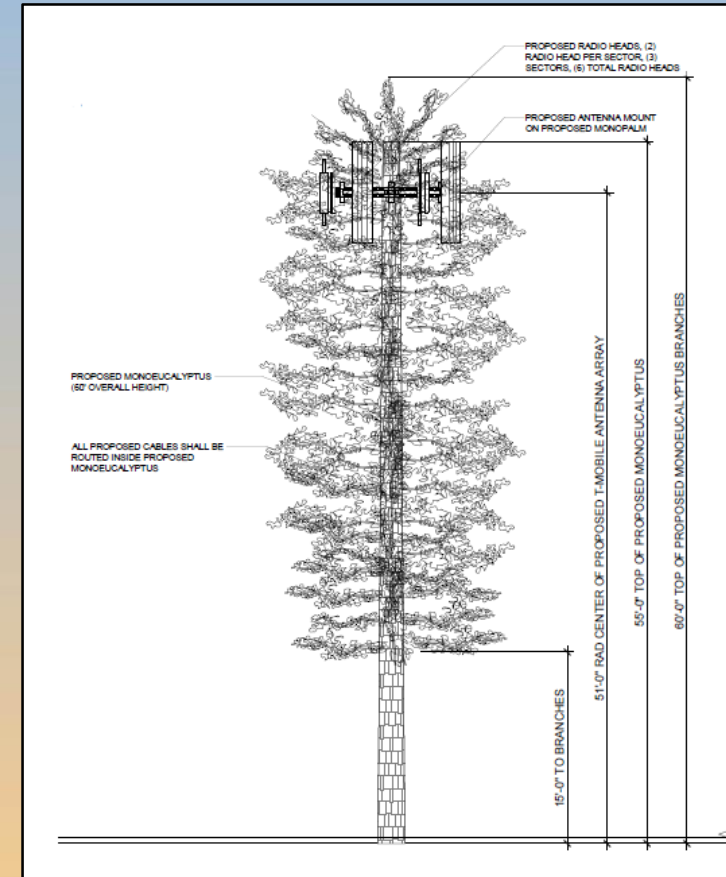 PROPOSED RADIO HEADS, (2)
RADIO HEAD PER SECTOR, (3)
SECTORS, (6) TOTAL RADIO HEADS
PROPOSED ANTENNA MOUNT
ON PROPOSED MONOPALM
PROPOSED MONOEUCALYPTUS
(60' OVERALL HEIGHT)
ALL PROPOSED CABLES SHALL BE
ROUTED INSIDE PROPOSED
MONOEUCALYPTUS
15'-0" TO BRANCHES
51'-0" RAD CENTER OF PROPOSED T-MOBILE ANTENNA ARRAY
55'-0" TOP OF PROPOSED MONOEUCALYPTUS
60'-0" TOP OF PROPOSED MONOEUCALYPTUS BRANCHES